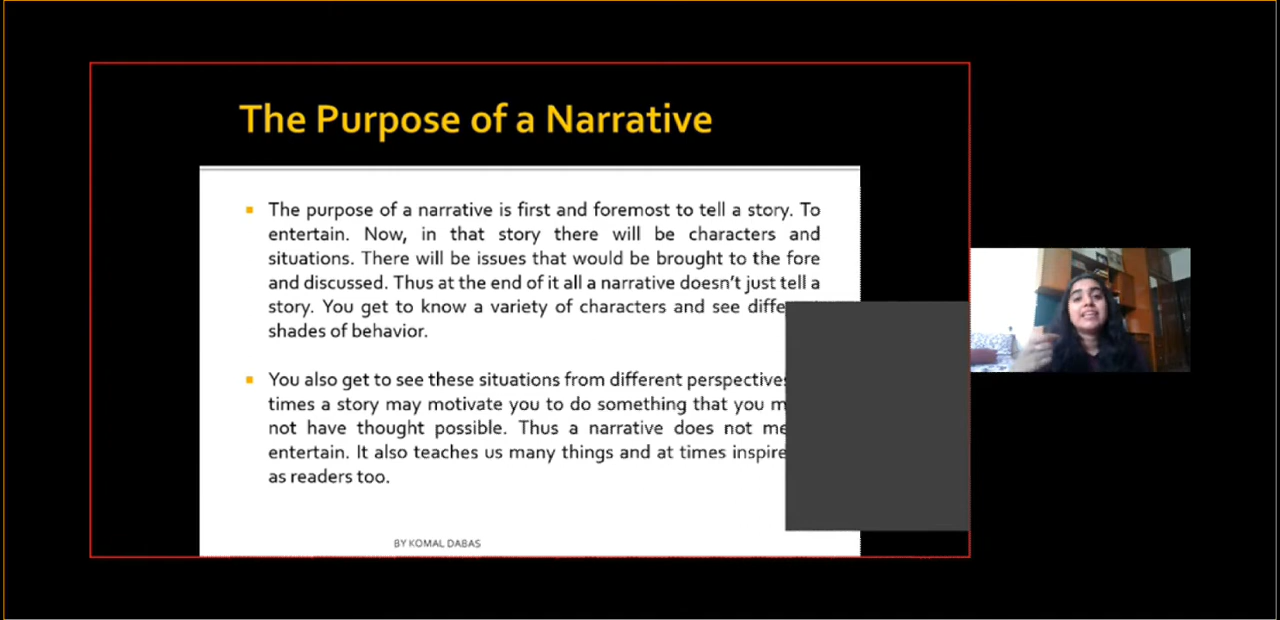 The Purpose of a Narrative
The purpose of a narrative is first and foremost to tell a story. To
entertain. Now, in that story there will be characters and
situations. There will be issues that would be brought to the fore
and discussed. Thus at the end of it all a narrative doesn't just tell a
story. You get to know a variety of characters and see
shades of behavior.
You also get to see these situations from different
times a story may motivate you to do something that you
not have thought possible. Thus a narrative does not
entertain. It also teaches us many things and at times
as readers too.
BY KOMAL DABAS